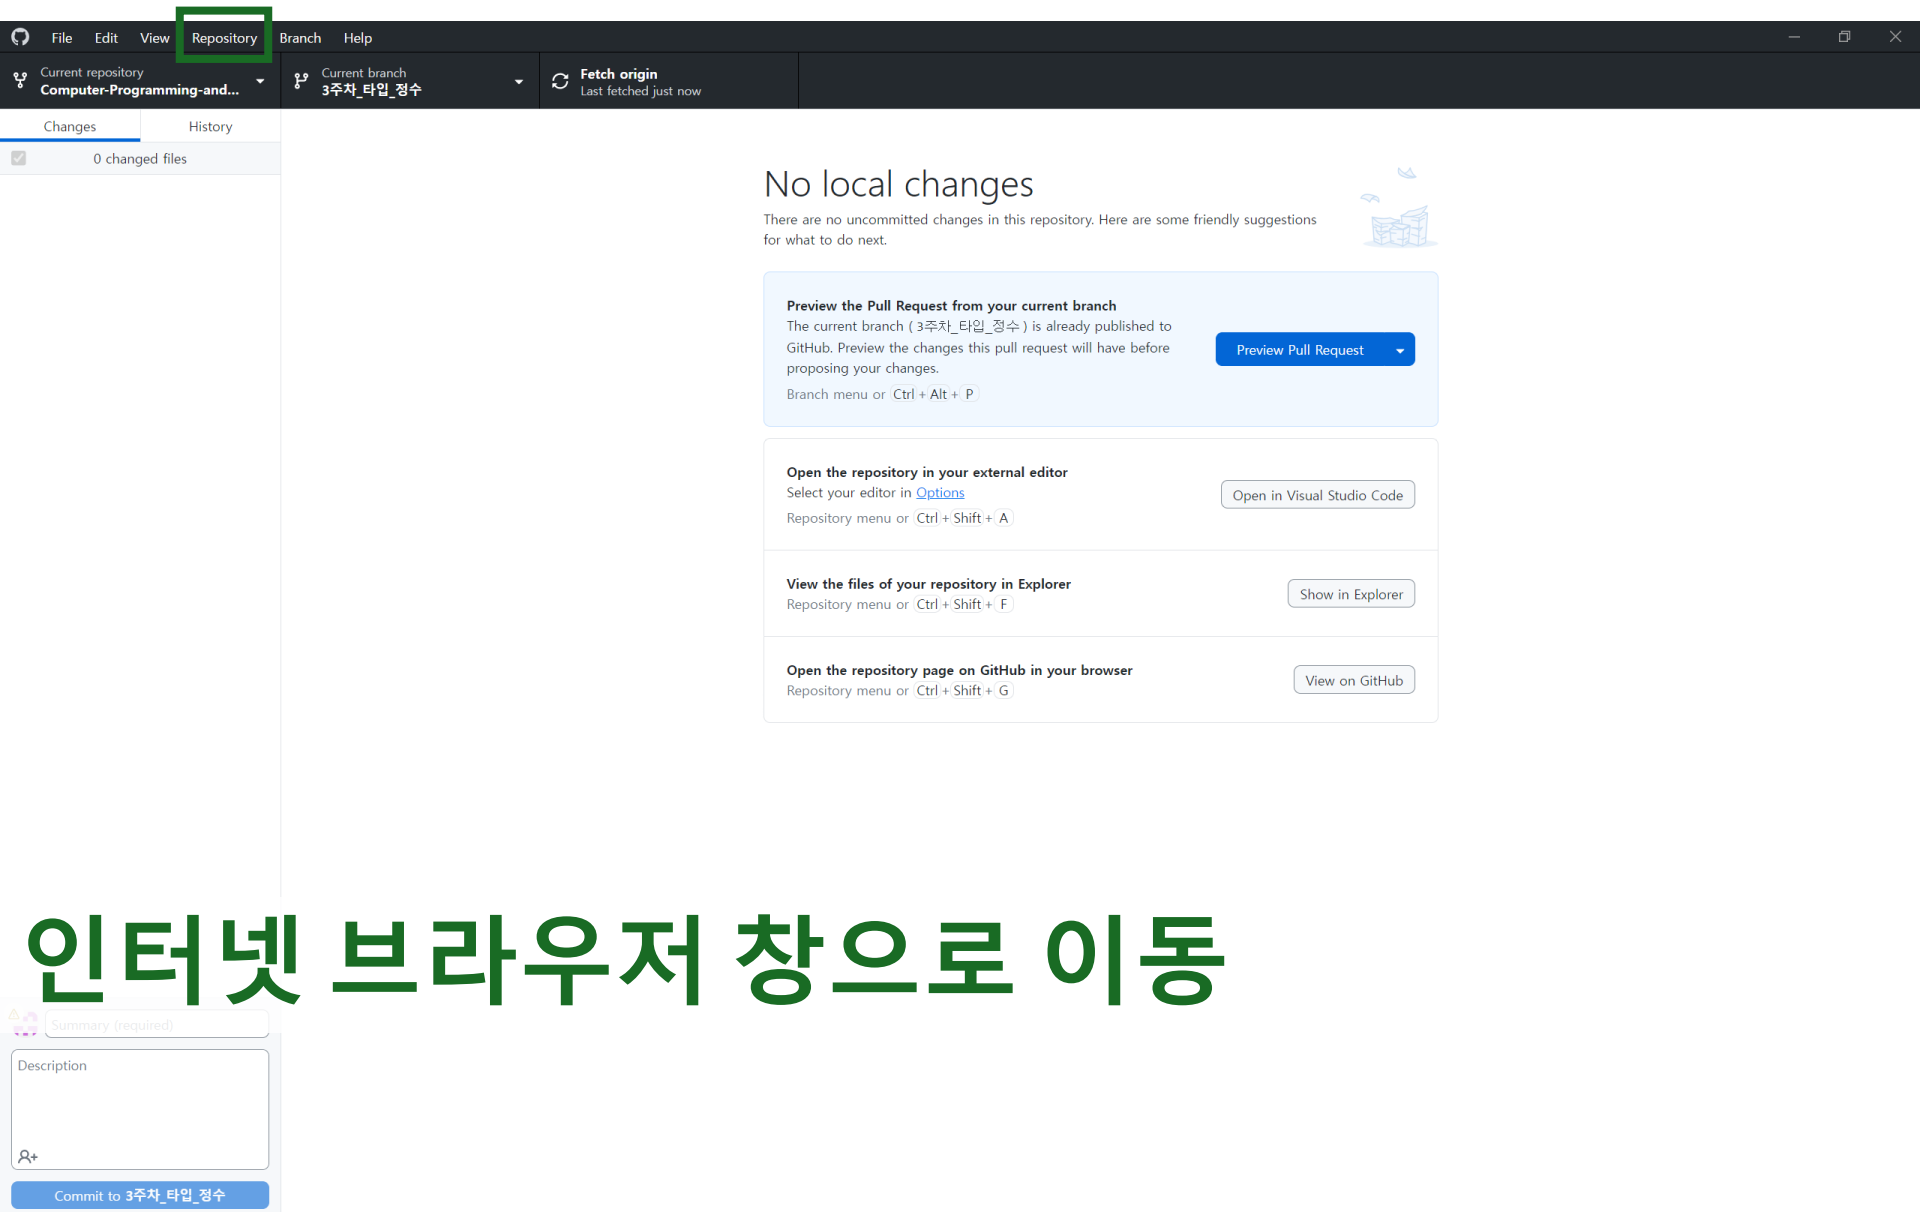 File Edit View Repository Branch Help
Current repository
Computer-Programming-and...
Current branch
3주차_타입_정수
Fetch origin
Last fetched just now
Changes History
0 changed files
No local changes
There are no uncommitted changes in this repository. Here are some friendly suggestions
for what to do next.
Preview the Pull Request from your current branch
The current branch ( 3주차_타입_정수 ) is already published to
GitHub. Preview the changes this pull request will have before
proposing your changes.
Branch menu or Ctrl + Alt + P
Preview Pull Request
Open the repository in your external editor
Select your editor in Options
Repository menu or Ctrl + Shift + A
Open in Visual Studio Code
View the files of your repository in Explorer
Repository menu or Ctrl + Shift + F
Show in Explorer
Open the repository page on GitHub in your browser
Repository menu or Ctrl + Shift + G
View on GitHub
인터넷 브라우저 창으로 이동
Summary (required)
Description
Commit to 3주차_타입_정수